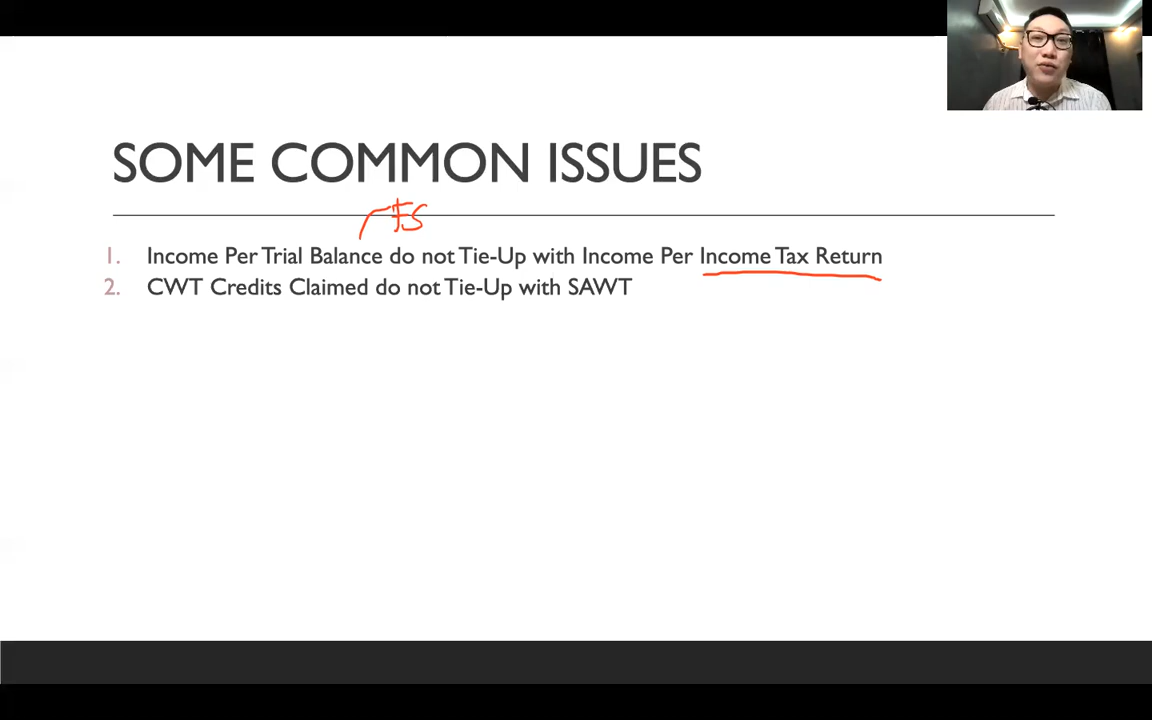 SOME COMMON ISSUES
FS
1. Income Per Trial Balance do not Tie-Up with Income Per Income Tax Return
2. CWT Credits Claimed do not Tie-Up with SAWT